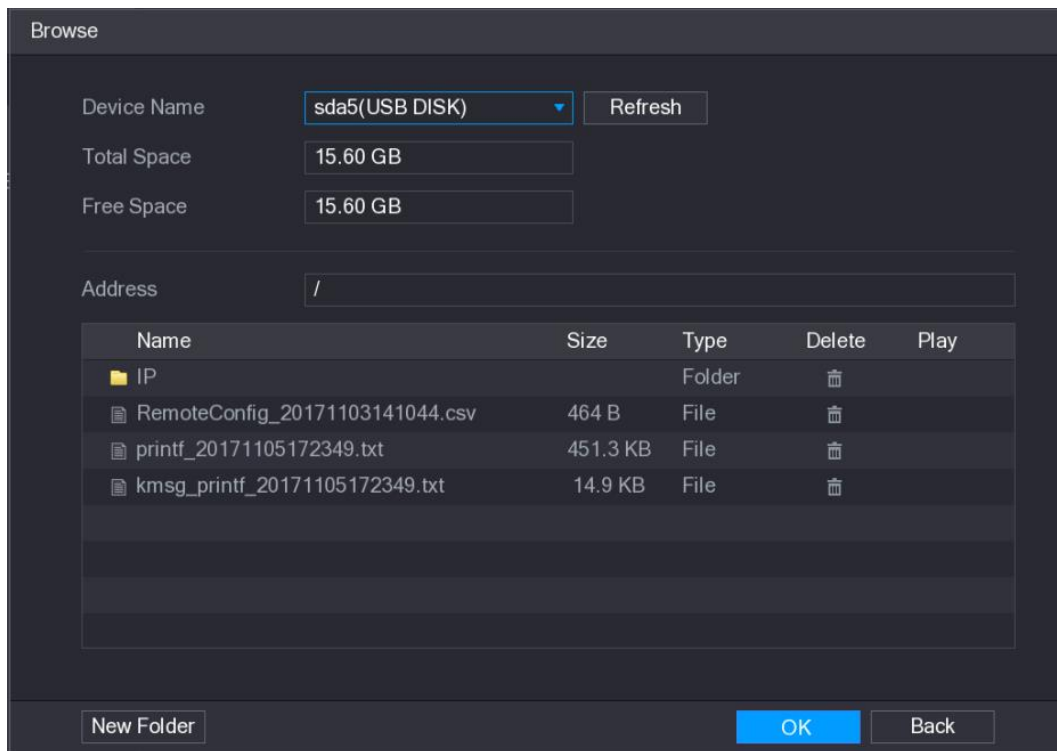 Browse
Device Name sda5(USB DISK) Refresh
Total Space 15.60 GB
Free Space 15.60 GB
Address /
Name Size Type Delete Play
IP Folder
RemoteConfig_20171103141044.csv 464 B File
printf_20171105172349.txt 451.3 KB File
kmsg_printf_20171105172349.txt 14.9 KB File
New Folder OK Back